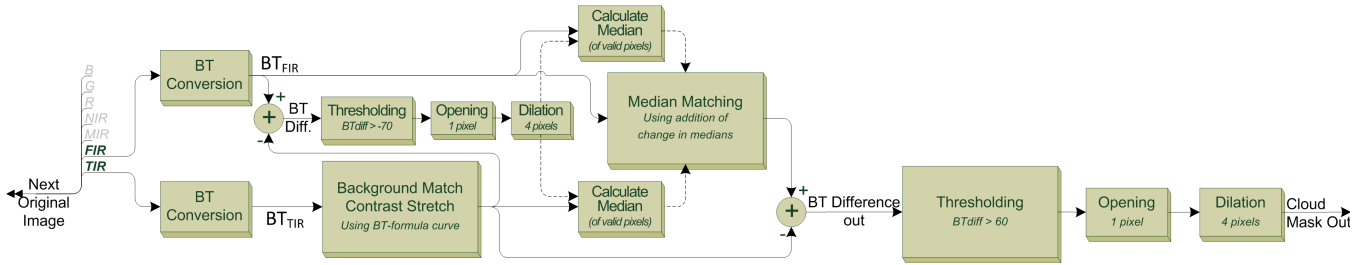 B
G
R
NIR
MIR
FIR
TIR
Next
Original
Image
BT
Conversion
BT
Conversion
BTFIR
BTTIR
+
+
-
BT
Diff.
Thresholding
BTdiff > -70
Opening
1 pixel
Dilation
4 pixels
Background Match
Contrast Stretch
Using BT-formula curve
Calculate
Median
(of valid pixels)
Calculate
Median
(of valid pixels)
Median Matching
Using addition of
change in medians
+
+
-
BT Difference
out
Thresholding
BTdiff > 60
Opening
1 pixel
Dilation
4 pixels
Cloud
Mask Out